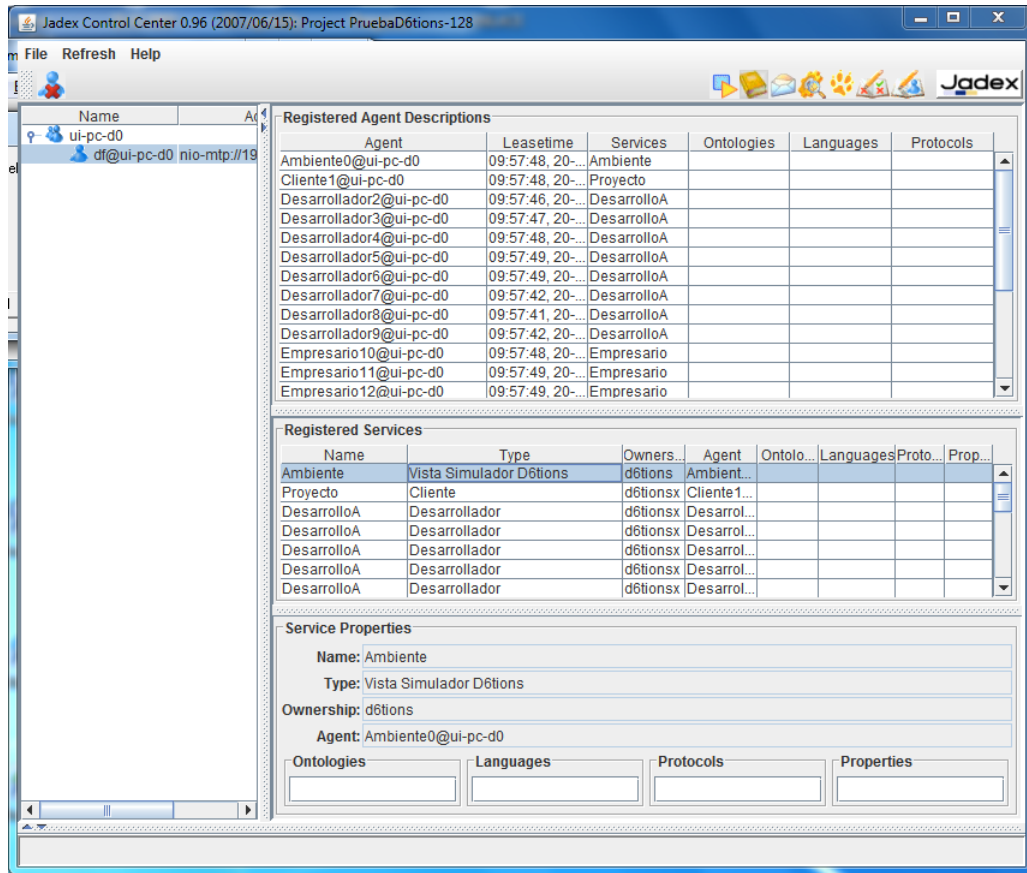 Jadex Control Center 0.96 (2007/06/15): Project PruebaD6tions-128
File Refresh Help
Jadex
Name
ui-pc-d0
df@ui-pc-d0 nio-mtp://19
Registered Agent Descriptions
Agent Leasetime Services Ontologies Languages Protocols
Ambiente0@ui-pc-d0 09:57:48, 20-... Ambiente
Cliente1@ui-pc-d0 09:57:48, 20-... Proyecto
Desarrollador2@ui-pc-d0 09:57:46, 20-... DesarrolloA
Desarrollador3@ui-pc-d0 09:57:47, 20-... DesarrolloA
Desarrollador4@ui-pc-d0 09:57:48, 20-... DesarrolloA
Desarrollador5@ui-pc-d0 09:57:49, 20-... DesarrolloA
Desarrollador6@ui-pc-d0 09:57:49, 20-... DesarrolloA
Desarrollador7@ui-pc-d0 09:57:42, 20-... DesarrolloA
Desarrollador8@ui-pc-d0 09:57:41, 20-... DesarrolloA
Desarrollador9@ui-pc-d0 09:57:42, 20-... DesarrolloA
Empresario10@ui-pc-d0 09:57:48, 20-... Empresario
Empresario11@ui-pc-d0 09:57:49, 20-... Empresario
Empresario12@ui-pc-d0 09:57:49, 20-... Empresario
Registered Services
Name Type Owners... Agent Ontolo... Languages Proto... Prop...
Ambiente Vista Simulador D6tions d6tions Ambient...
Proyecto Cliente d6tionsx Cliente1...
DesarrolloA Desarrollador d6tionsx Desarrol...
DesarrolloA Desarrollador d6tionsx Desarrol...
DesarrolloA Desarrollador d6tionsx Desarrol...
DesarrolloA Desarrollador d6tionsx Desarrol...
DesarrolloA Desarrollador d6tionsx Desarrol...
Service Properties
Name: Ambiente
Type: Vista Simulador D6tions
Ownership: d6tions
Agent: Ambiente0@ui-pc-d0
Ontologies Languages Protocols Properties